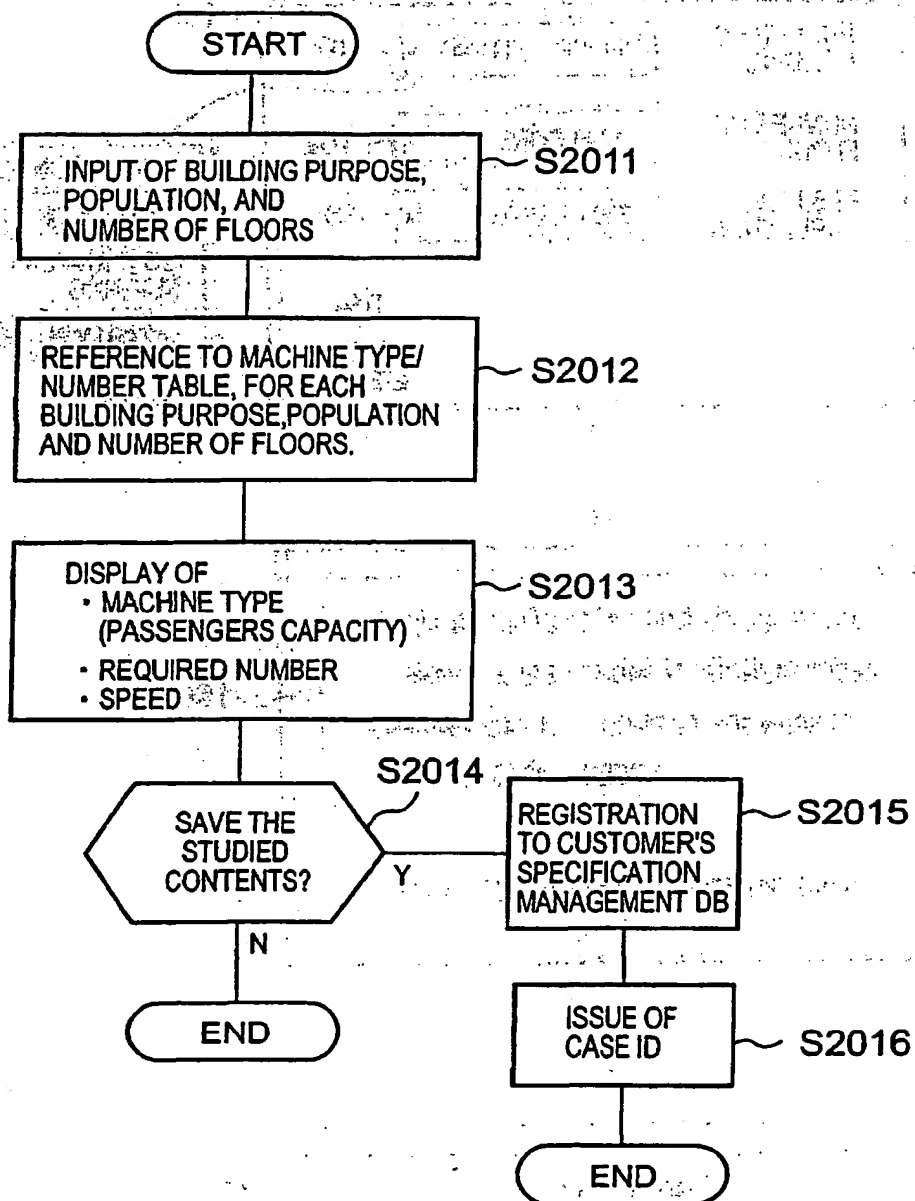 START
INPUT OF BUILDING PURPOSE,
POPULATION, AND
NUMBER OF FLOORS
S2011
REFERENCE TO MACHINE TYPE/
NUMBER TABLE, FOR EACH
BUILDING PURPOSE,POPULATION
AND NUMBER OF FLOORS.
S2012
DISPLAY OF
· MACHINE TYPE
(PASSENGERS CAPACITY)
· REQUIRED NUMBER
· SPEED
S2013
S2014
SAVE THE
STUDIED
CONTENTS?
Y
N
END
REGISTRATION
TO CUSTOMER'S
SPECIFICATION
MANAGEMENT DB
S2015
ISSUE OF
CASE ID
S2016
END